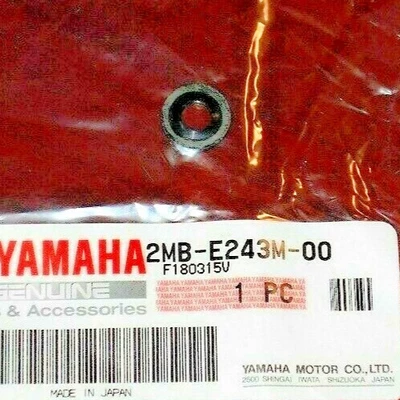 YAMAHA 2MB-E243M-00
F180315V
GENUINE
s & Accessories
1 PC
YAMAHA MOTOR CO., LTD.
2500 SHINGAI IWATA SHIZUOKA JAPAN
MADE IN JAPAN